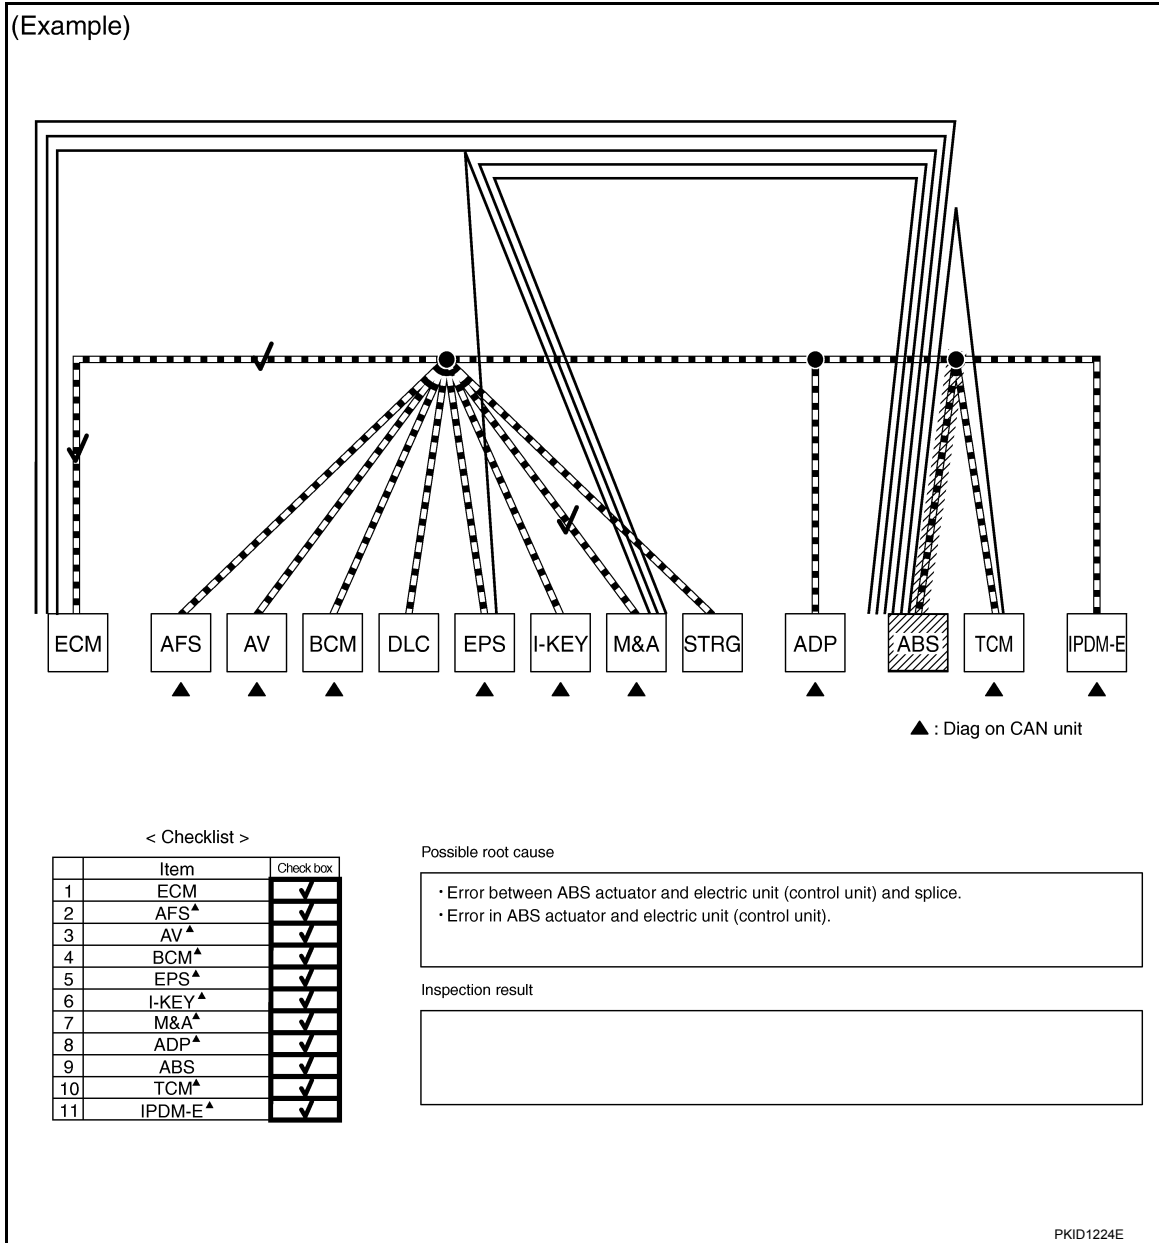 (Example)
ECM AFS AV BCM DLC EPS I-KEY M&A STRG ADP ABS TCM IPDM-E
▲ : Diag on CAN unit
< Checklist >
Item Check box
1 ECM ✓
2 AFS▲ ✓
3 AV▲ ✓
4 BCM▲ ✓
5 EPS▲ ✓
6 I-KEY▲ ✓
7 M&A▲ ✓
8 ADP▲ ✓
9 ABS ✓
10 TCM▲ ✓
11 IPDM-E▲ ✓
Possible root cause
・Error between ABS actuator and electric unit (control unit) and splice.
・Error in ABS actuator and electric unit (control unit).
Inspection result
PKID1224E